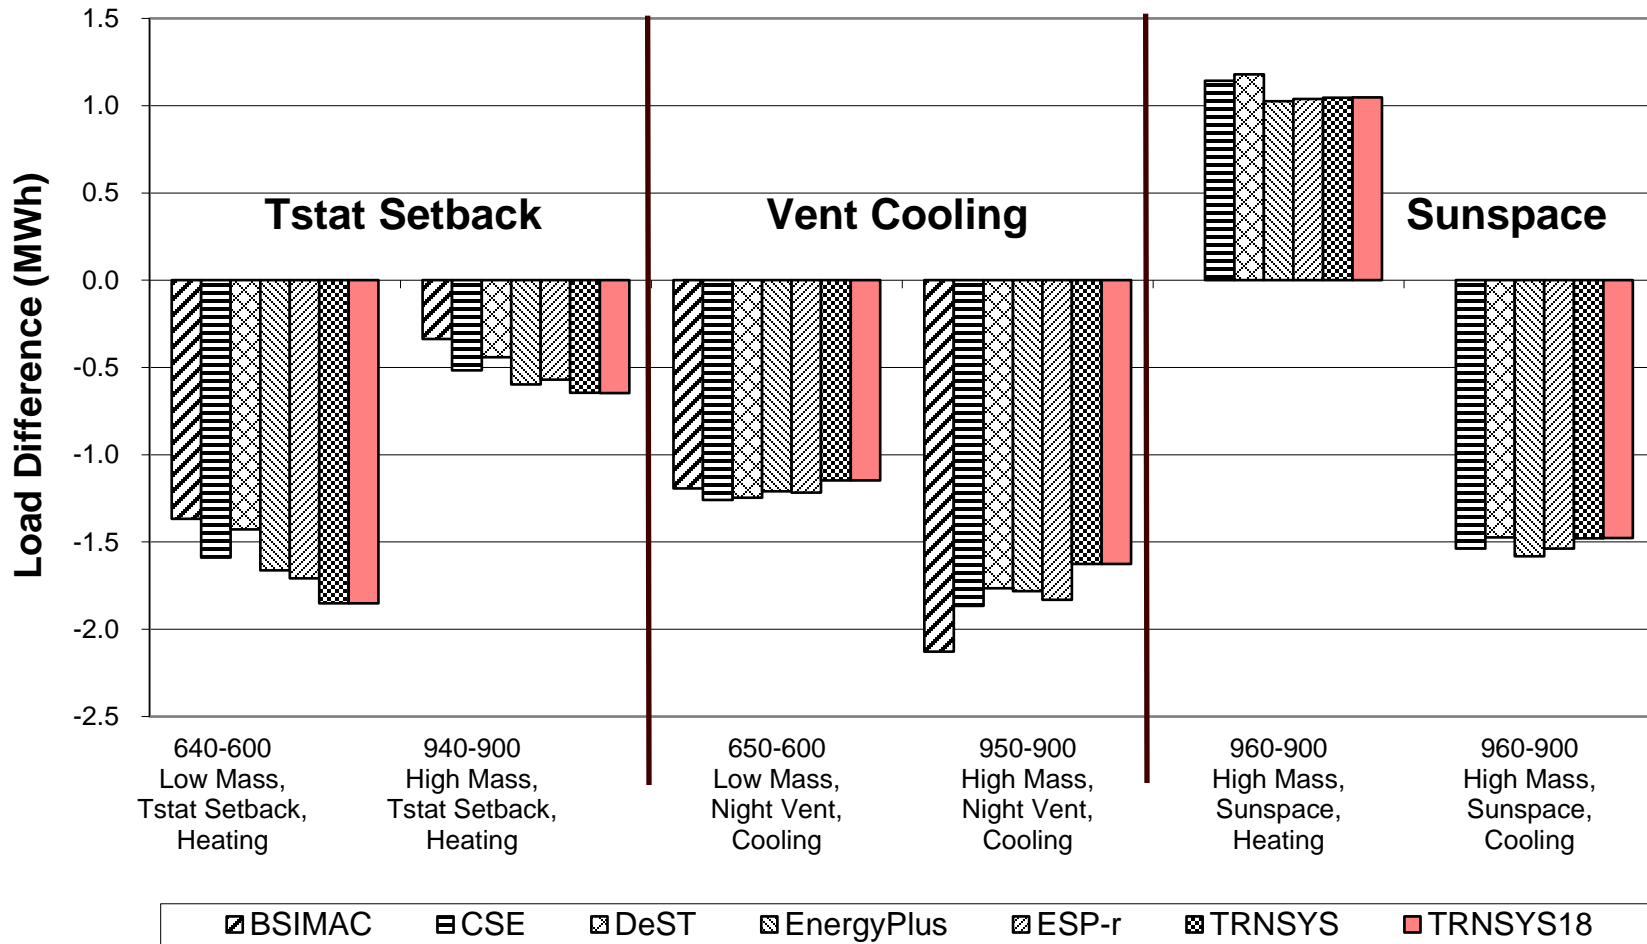 1.5
1.0
0.5
0.0
-0.5
-1.0
-1.5
-2.0
-2.5
Load Difference (MWh)
Tstat Setback
Vent Cooling
Sunspace
640-600
Low Mass,
Tstat Setback,
Heating
940-900
High Mass,
Tstat Setback,
Heating
650-600
Low Mass,
Night Vent,
Cooling
950-900
High Mass,
Night Vent,
Cooling
960-900
High Mass,
Sunspace,
Heating
960-900
High Mass,
Sunspace,
Cooling
BSIMAC CSE DeST EnergyPlus ESP-r TRNSYS TRNSYS18